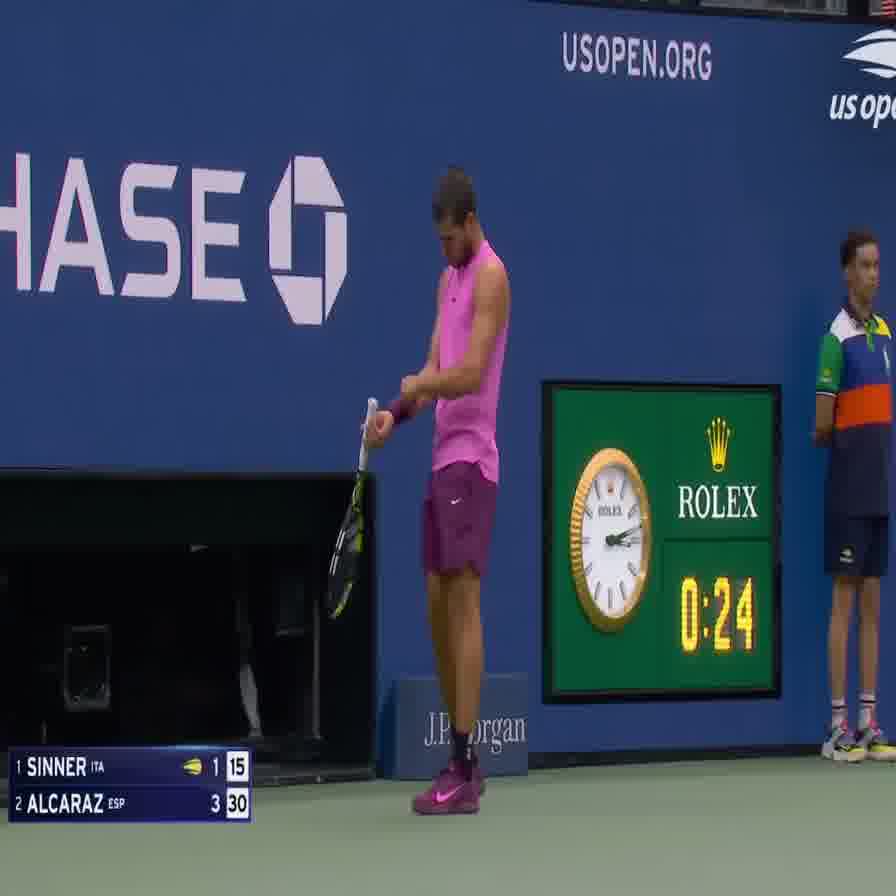 USOPEN.ORG
us ope
HASE
ROLEX
ROLEX
0:24
J.P. organ
1 SINNER ITA 1 15
2 ALCARAZ ESP 3 30